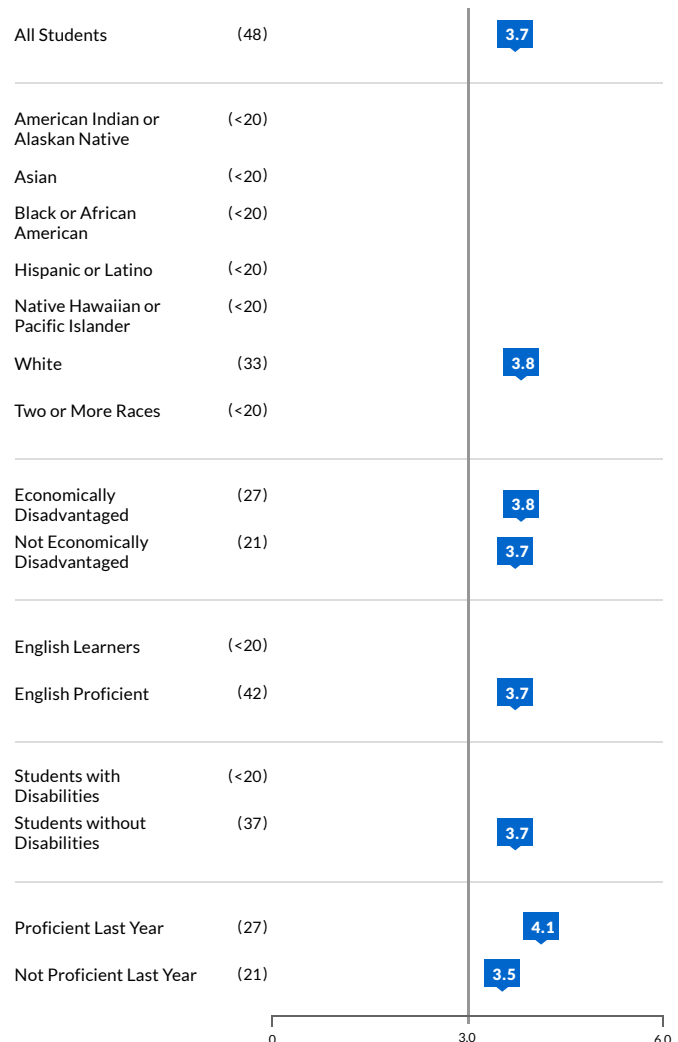 All Students (48) 3.7
American Indian or (<20)
Alaskan Native
Asian (<20)
Black or African (<20)
American
Hispanic or Latino (<20)
Native Hawaiian or (<20)
Pacific Islander
White (33) 3.8
Two or More Races (<20)
Economically (27) 3.8
Disadvantaged
Not Economically (21) 3.7
Disadvantaged
English Learners (<20)
English Proficient (42) 3.7
Students with (<20)
Disabilities
Students without (37) 3.7
Disabilities
Proficient Last Year (27) 4.1
Not Proficient Last Year (21) 3.5
0 3.0 6.0